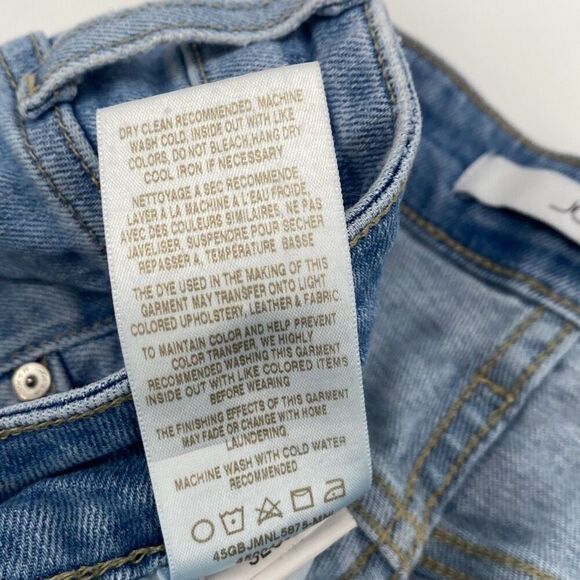 DRY CLEAN RECOMMENDED, MACHINE
WASH COLD. INSIDE OUT WITH LIKE
COLORS, DO NOT BLEACH, HANG DRY
COOL IRON IF NECESSARY
NETTOYAGE A SEC RECOMMENDE
LAVER A LA MACHINE A L'EAU FROIDE,
AVEC DES COULEURS SIMILAIRES, NE PAS
JAVELISER, SUSPENDRE POUR SECHER
REPASSER A, TEMPERATURE BASSE
THE DYE USED IN THE MAKING OF THIS
GARMENT MAY TRANSFER ONTO LIGHT
COLORED UPHOLSTERY, LEATHER & FABRIC.
TO MAINTAIN COLOR AND HELP PREVENT
COLOR TRANSFER, WE HIGHLY
RECOMMENDED WASHING THIS GARMENT
INSIDE OUT WITH LIKE COLORED ITEMS
BEFORE WEARING
THE FINISHING EFFECTS OF THIS GARMENT
MAY FADE OR CHANGE WITH HOME
LAUNDERING.
MACHINE WASH WITH COLD WATER
RECOMMENDED